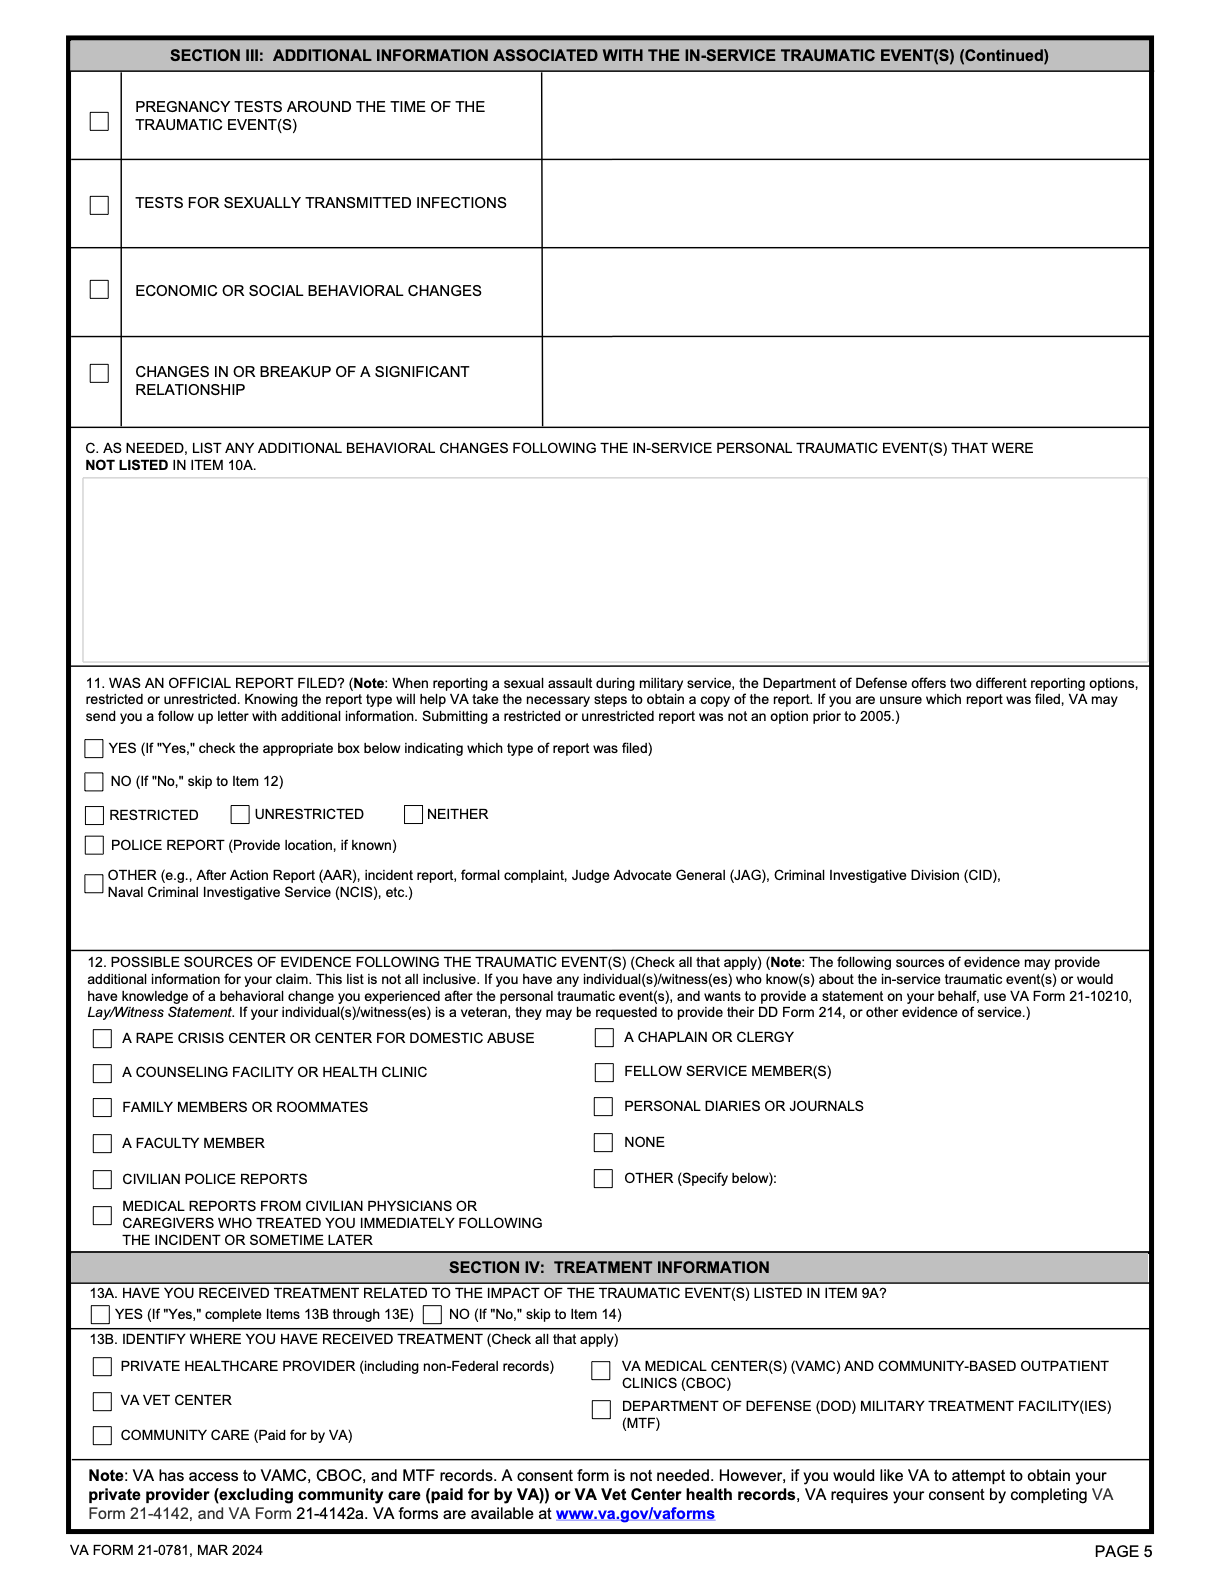 SECTION III:  ADDITIONAL INFORMATION ASSOCIATED WITH THE IN-SERVICE TRAUMATIC EVENT(S) (Continued)
PREGNANCY TESTS AROUND THE TIME OF THE
TRAUMATIC EVENT(S)
TESTS FOR SEXUALLY TRANSMITTED INFECTIONS
ECONOMIC OR SOCIAL BEHAVIORAL CHANGES
CHANGES IN OR BREAKUP OF A SIGNIFICANT
RELATIONSHIP
C. AS NEEDED, LIST ANY ADDITIONAL BEHAVIORAL CHANGES FOLLOWING THE IN-SERVICE PERSONAL TRAUMATIC EVENT(S) THAT WERE
NOT LISTED IN ITEM 10A.
11. WAS AN OFFICIAL REPORT FILED? (Note: When reporting a sexual assault during military service, the Department of Defense offers two different reporting options,
restricted or unrestricted. Knowing the report type will help VA take the necessary steps to obtain a copy of the report. If you are unsure which report was filed, VA may
send you a follow up letter with additional information. Submitting a restricted or unrestricted report was not an option prior to 2005.)
YES (If "Yes," check the appropriate box below indicating which type of report was filed)
NO (If "No," skip to Item 12)
RESTRICTED UNRESTRICTED NEITHER
POLICE REPORT (Provide location, if known)
OTHER (e.g., After Action Report (AAR), incident report, formal complaint, Judge Advocate General (JAG), Criminal Investigative Division (CID),
Naval Criminal Investigative Service (NCIS), etc.)
12. POSSIBLE SOURCES OF EVIDENCE FOLLOWING THE TRAUMATIC EVENT(S) (Check all that apply) (Note: The following sources of evidence may provide
additional information for your claim. This list is not all inclusive. If you have any individual(s)/witness(es) who know(s) about the in-service traumatic event(s) or would
have knowledge of a behavioral change you experienced after the personal traumatic event(s), and wants to provide a statement on your behalf, use VA Form 21-10210,
Lay/Witness Statement. If your individual(s)/witness(es) is a veteran, they may be requested to provide their DD Form 214, or other evidence of service.)
A RAPE CRISIS CENTER OR CENTER FOR DOMESTIC ABUSE
A COUNSELING FACILITY OR HEALTH CLINIC
FAMILY MEMBERS OR ROOMMATES
A FACULTY MEMBER
CIVILIAN POLICE REPORTS
MEDICAL REPORTS FROM CIVILIAN PHYSICIANS OR
CAREGIVERS WHO TREATED YOU IMMEDIATELY FOLLOWING
THE INCIDENT OR SOMETIME LATER
A CHAPLAIN OR CLERGY
FELLOW SERVICE MEMBER(S)
PERSONAL DIARIES OR JOURNALS
NONE
OTHER (Specify below):
SECTION IV:  TREATMENT INFORMATION
13A. HAVE YOU RECEIVED TREATMENT RELATED TO THE IMPACT OF THE TRAUMATIC EVENT(S) LISTED IN ITEM 9A?
YES (If "Yes," complete Items 13B through 13E) NO (If "No," skip to Item 14)
13B. IDENTIFY WHERE YOU HAVE RECEIVED TREATMENT (Check all that apply)
PRIVATE HEALTHCARE PROVIDER (including non-Federal records)
VA VET CENTER
COMMUNITY CARE (Paid for by VA)
VA MEDICAL CENTER(S) (VAMC) AND COMMUNITY-BASED OUTPATIENT
CLINICS (CBOC)
DEPARTMENT OF DEFENSE (DOD) MILITARY TREATMENT FACILITY(IES)
(MTF)
Note: VA has access to VAMC, CBOC, and MTF records. A consent form is not needed. However, if you would like VA to attempt to obtain your
private provider (excluding community care (paid for by VA)) or VA Vet Center health records, VA requires your consent by completing VA
Form 21-4142, and VA Form 21-4142a. VA forms are available at www.va.gov/vaforms
VA FORM 21-0781, MAR 2024
PAGE 5